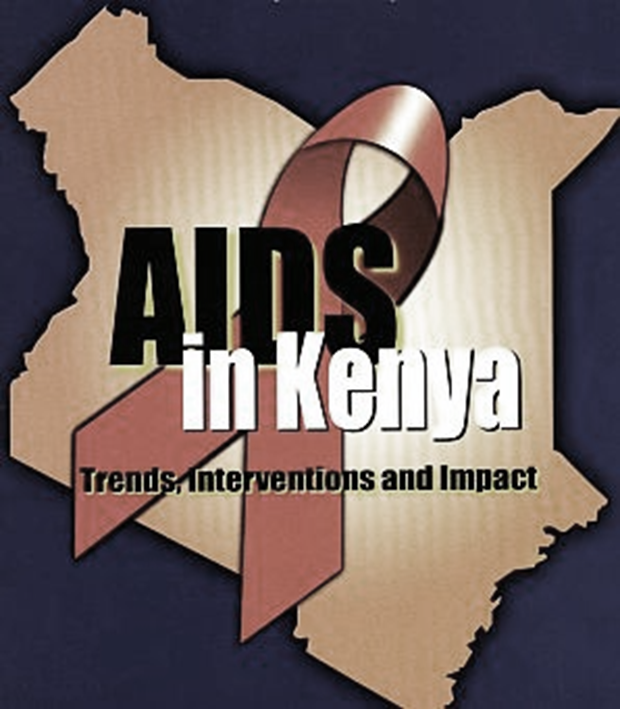 AIDS
in Kenya
Trends, Interventions and Impact